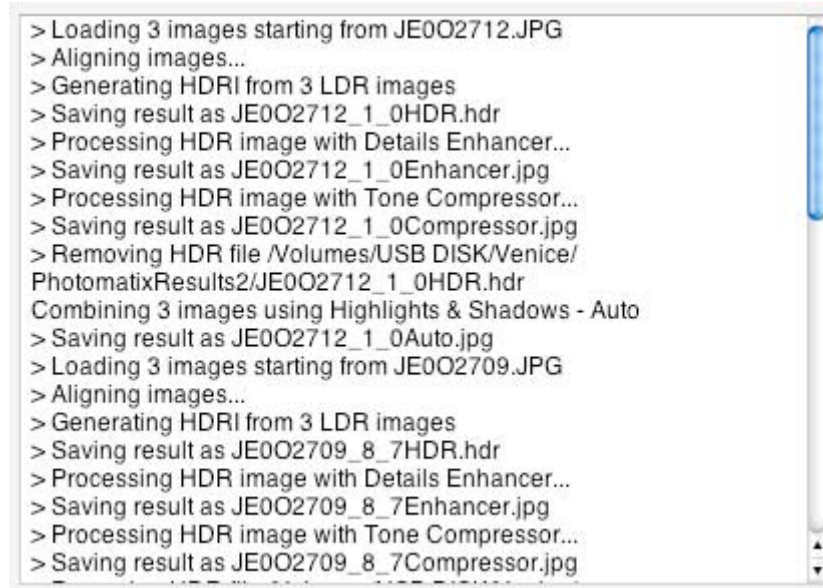 > Loading 3 images starting from JE0O2712.JPG
> Aligning images...
> Generating HDRI from 3 LDR images
> Saving result as JE0O2712_1_0HDR.hdr
> Processing HDR image with Details Enhancer...
> Saving result as JE0O2712_1_0Enhancer.jpg
> Processing HDR image with Tone Compressor...
> Saving result as JE0O2712_1_0Compressor.jpg
> Removing HDR file /Volumes/USB DISK/Venice/
PhotomatixResults2/JE0O2712_1_0HDR.hdr
Combining 3 images using Highlights & Shadows - Auto
> Saving result as JE0O2712_1_0Auto.jpg
> Loading 3 images starting from JE0O2709.JPG
> Aligning images...
> Generating HDRI from 3 LDR images
> Saving result as JE0O2709_8_7HDR.hdr
> Processing HDR image with Details Enhancer...
> Saving result as JE0O2709_8_7Enhancer.jpg
> Processing HDR image with Tone Compressor...
> Saving result as JE0O2709_8_7Compressor.jpg